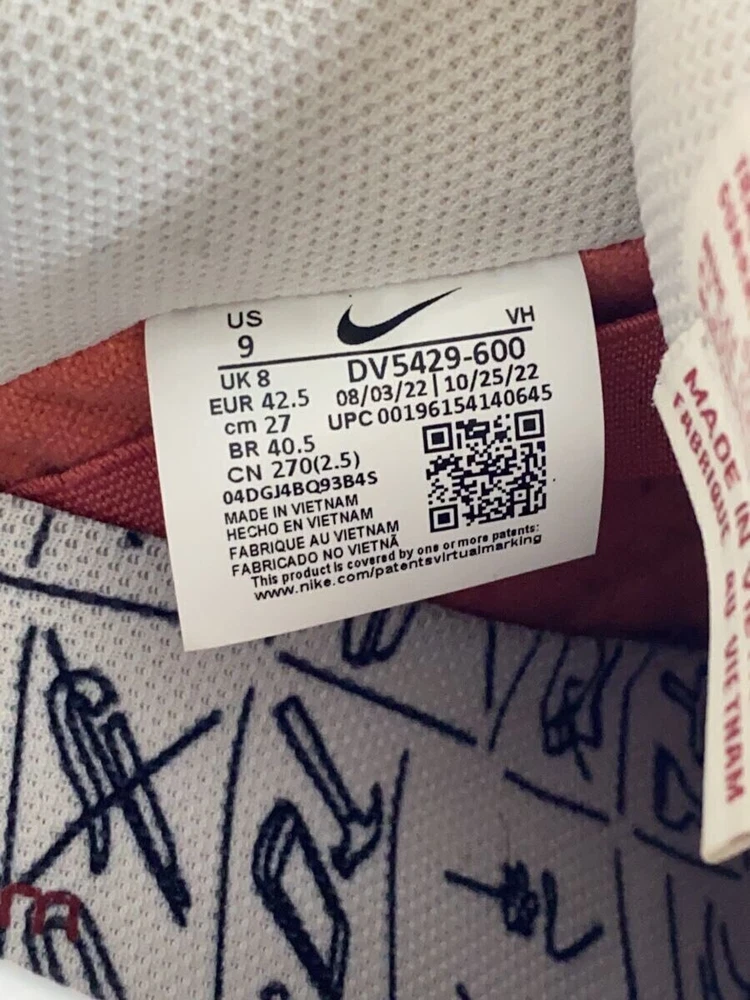 US
9
VH
UK 8
DV5429-600
EUR 42.5
08/03/22 | 10/25/22
cm 27
UPC 00196154140645
BR 40.5
CN 270(2.5)
04DGJ4BQ93B4S
MADE IN VIETNAM
HECHO EN VIETNAM
FABRIQUE AU VIETNAM
FABRICADO NO VIETNÃ
This product is covered by one or more patents:
www.nike.com/patentsvirtualmarking
MADE IN
FABRIQUE AU VIETNAM
m